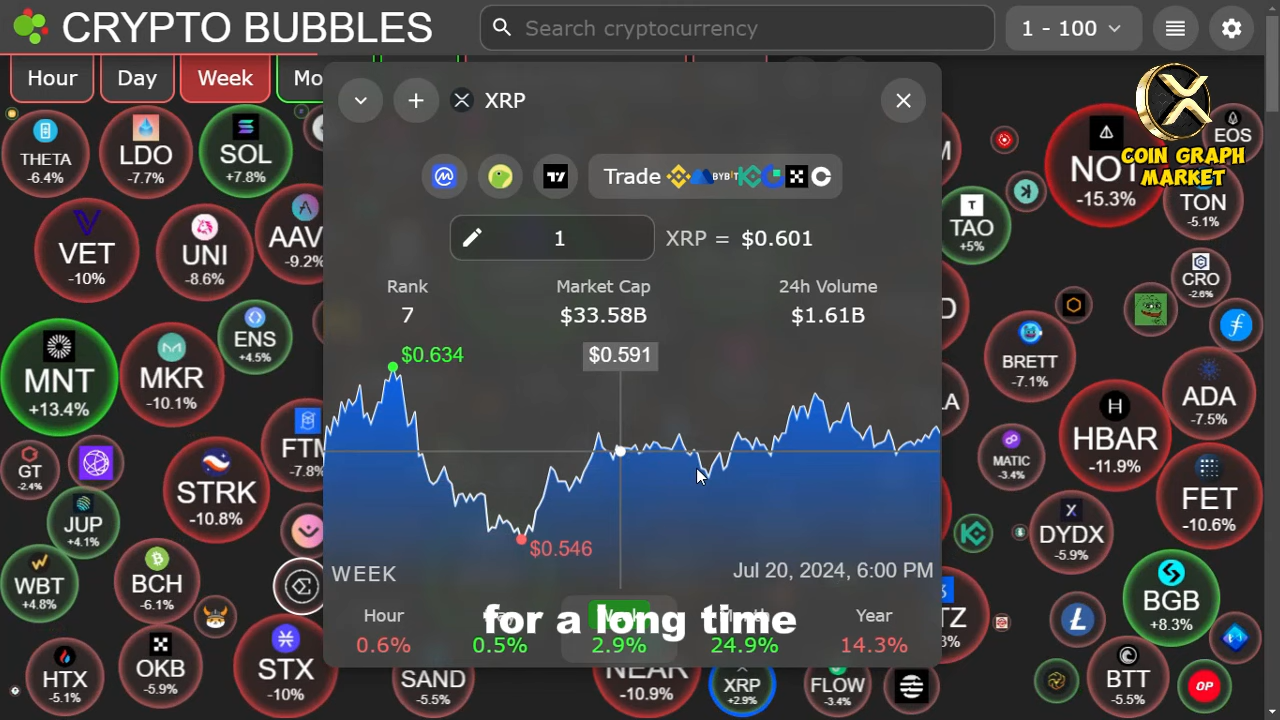 CRYPTO BUBBLES
Search cryptocurrency
1 - 100
Hour
Day
Week
Mo
XRP
COIN GRAPH
MARKET
THETA
-6.4%
LDO
-7.7%
SOL
+7.8%
VET
-10%
UNI
-8.6%
AAV
-9.2%
ENS
+4.5%
MNT
+13.4%
MKR
-10.1%
GT
-2.4%
FTM
-7.8%
STRK
-10.8%
JUP
+4.1%
WBT
+4.8%
BCH
-6.1%
HTX
-5.1%
OKB
-5.9%
STX
-10%
SAND
-5.5%
NEAR
-10.9%
XRP
+2.9%
FLOW
-3.4%
Trade
BYBIT
1
XRP = $0.601
Rank
7
Market Cap
$33.58B
24h Volume
$1.61B
$0.634
$0.591
$0.546
WEEK
Jul 20, 2024, 6:00 PM
for a long time
Hour
0.6%
0.5%
2.9%
24.9%
Year
14.3%
NOT
-15.3%
EOS
TON
-5.1%
TAO
+5%
CRO
-2.6%
BRETT
-7.1%
ADA
-7.5%
HBAR
-11.9%
MATIC
-3.4%
FET
-10.6%
DYDX
-5.9%
BGB
+8.3%
TZ
BTT
-5.5%
OP